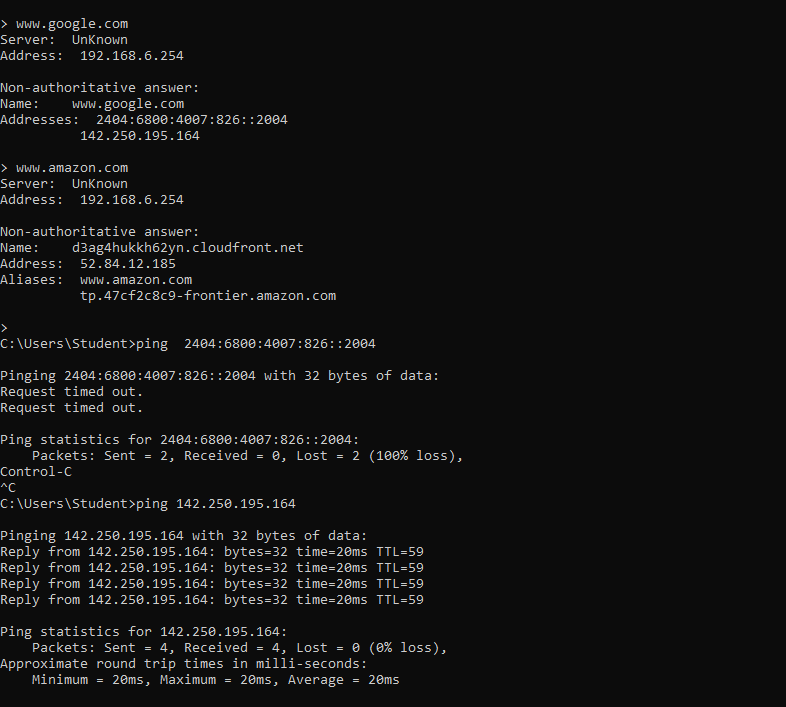 > www.google.com
Server:  UnKnown
Address:  192.168.6.254

Non-authoritative answer:
Name:    www.google.com
Addresses:  2404:6800:4007:826::2004
          142.250.195.164

> www.amazon.com
Server:  UnKnown
Address:  192.168.6.254

Non-authoritative answer:
Name:    d3ag4hukkh62yn.cloudfront.net
Address:  52.84.12.185
Aliases:  www.amazon.com
          tp.47cf2c8c9-frontier.amazon.com

>
C:\Users\Student>ping  2404:6800:4007:826::2004

Pinging 2404:6800:4007:826::2004 with 32 bytes of data:
Request timed out.
Request timed out.

Ping statistics for 2404:6800:4007:826::2004:
    Packets: Sent = 2, Received = 0, Lost = 2 (100% loss),
Control-C
^C
C:\Users\Student>ping 142.250.195.164

Pinging 142.250.195.164 with 32 bytes of data:
Reply from 142.250.195.164: bytes=32 time=20ms TTL=59
Reply from 142.250.195.164: bytes=32 time=20ms TTL=59
Reply from 142.250.195.164: bytes=32 time=20ms TTL=59
Reply from 142.250.195.164: bytes=32 time=20ms TTL=59

Ping statistics for 142.250.195.164:
    Packets: Sent = 4, Received = 4, Lost = 0 (0% loss),
Approximate round trip times in milli-seconds:
    Minimum = 20ms, Maximum = 20ms, Average = 20ms